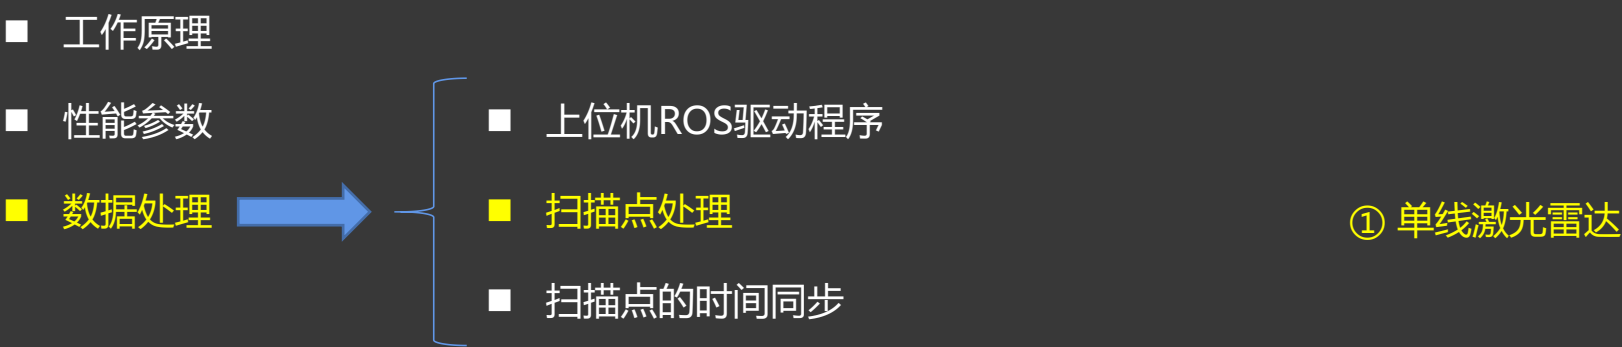 工作原理
性能参数
数据处理
上位机ROS驱动程序
扫描点处理
扫描点的时间同步
① 单线激光雷达